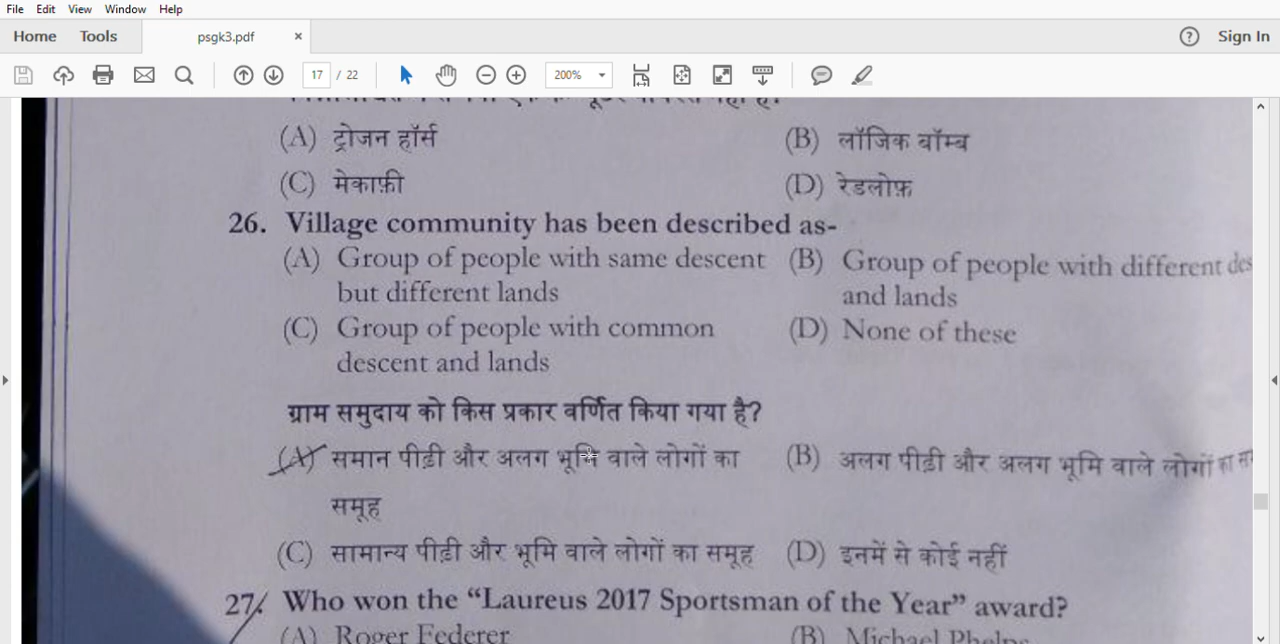 File Edit View Window Help
Home Tools psgk3.pdf × ? Sign In
17 / 22 200%
(A) ट्रोजन हॉर्स (B) लॉजिक बॉम्ब
(C) मेकाफ़ी (D) रेडलोफ़
26. Village community has been described as-
(A) Group of people with same descent (B) Group of people with different
but different lands and lands
(C) Group of people with common (D) None of these
descent and lands
ग्राम समुदाय को किस प्रकार वर्णित किया गया है?
(A) समान पीढ़ी और अलग भूमि वाले लोगों का (B) अलग पीढ़ी और अलग भूमि वाले लोगों का
समूह
(C) सामान्य पीढ़ी और भूमि वाले लोगों का समूह (D) इनमें से कोई नहीं
27. Who won the “Laureus 2017 Sportsman of the Year” award?
(A) Roger Federer (B) Michael Phelps